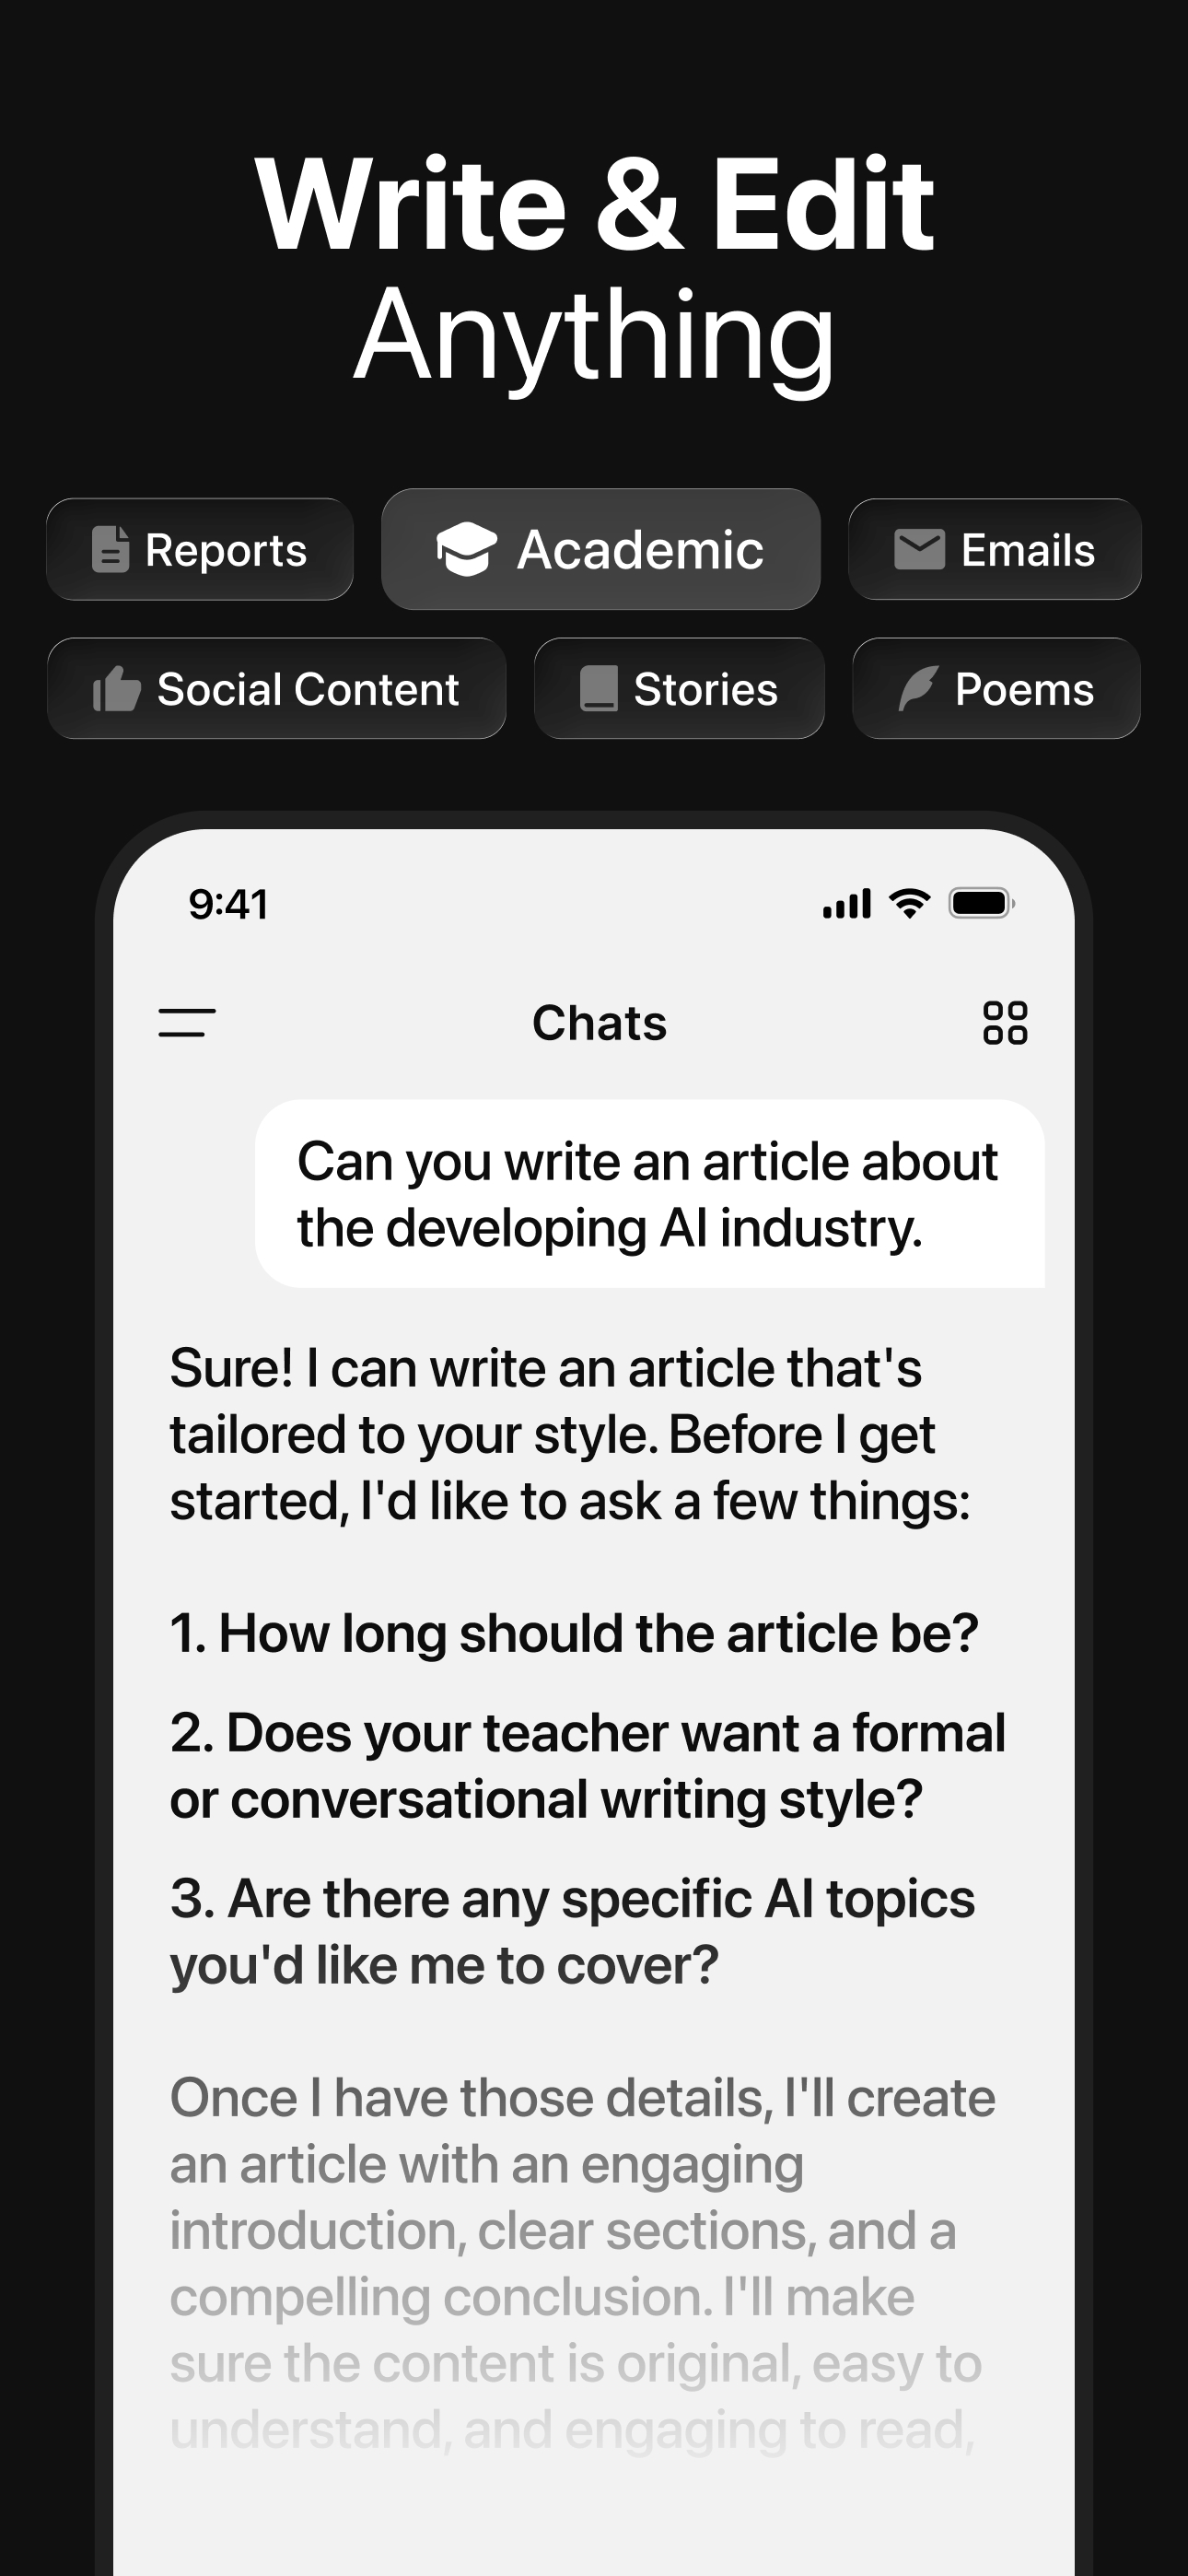 Write & Edit
Anything
Reports
Academic
Emails
Social Content
Stories
Poems
9:41
Chats
Can you write an article about
the developing AI industry.
Sure! I can write an article that's
tailored to your style. Before I get
started, I'd like to ask a few things:
1. How long should the article be?
2. Does your teacher want a formal
or conversational writing style?
3. Are there any specific AI topics
you'd like me to cover?
Once I have those details, I'll create
an article with an engaging
introduction, clear sections, and a
compelling conclusion. I'll make
sure the content is original, easy to
understand, and engaging to read,